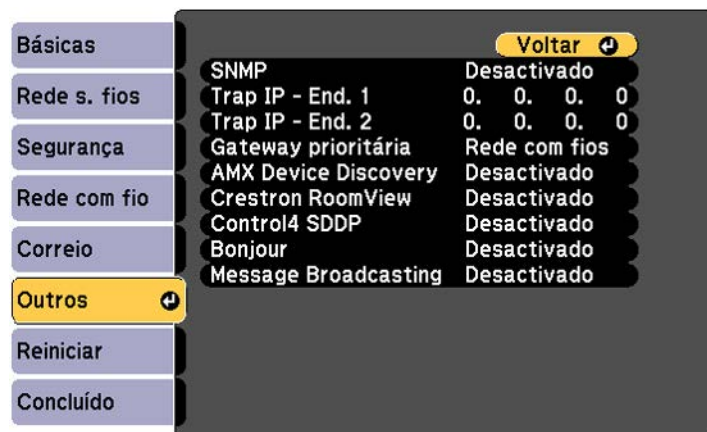 Básicas
Rede s. fios
Segurança
Rede com fio
Correio
Outros
Reiniciar
Concluído
Voltar
SNMP Desactivado
Trap IP - End. 1 0. 0. 0. 0
Trap IP - End. 2 0. 0. 0. 0
Gateway prioritária Rede com fios
AMX Device Discovery Desactivado
Crestron RoomView Desactivado
Control4 SDDP Desactivado
Bonjour Desactivado
Message Broadcasting Desactivado